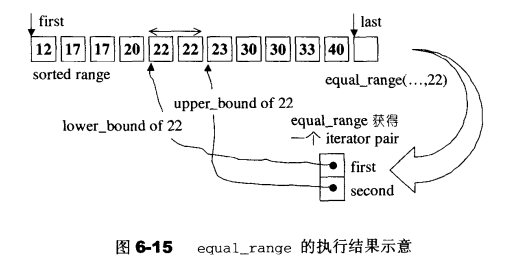 first last
12 17 17 20 22 22 23 30 30 33 40
sorted range
equal_range(…,22)
upper_bound of 22
lower_bound of 22
equal_range 获得
一个 iterator pair
first
second
图 6-15 equal_range 的执行结果示意